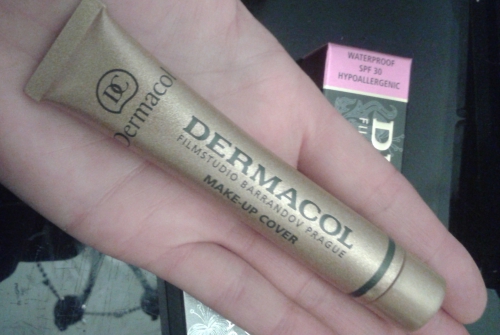 DC
Dermacol
DERMACOL
FILMSTUDIO BARRANDOV PRAGUE
MAKE-UP COVER
WATERPROOF
SPF 30
HYPOALLERGENIC